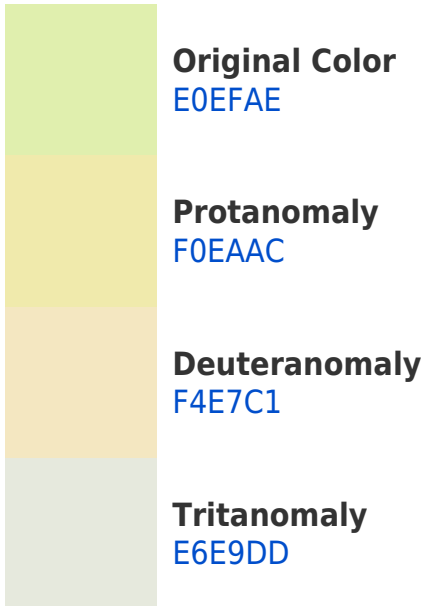 Original Color
E0EFAE
Protanomaly
F0EAAC
Deuteranomaly
F4E7C1
Tritanomaly
E6E9DD